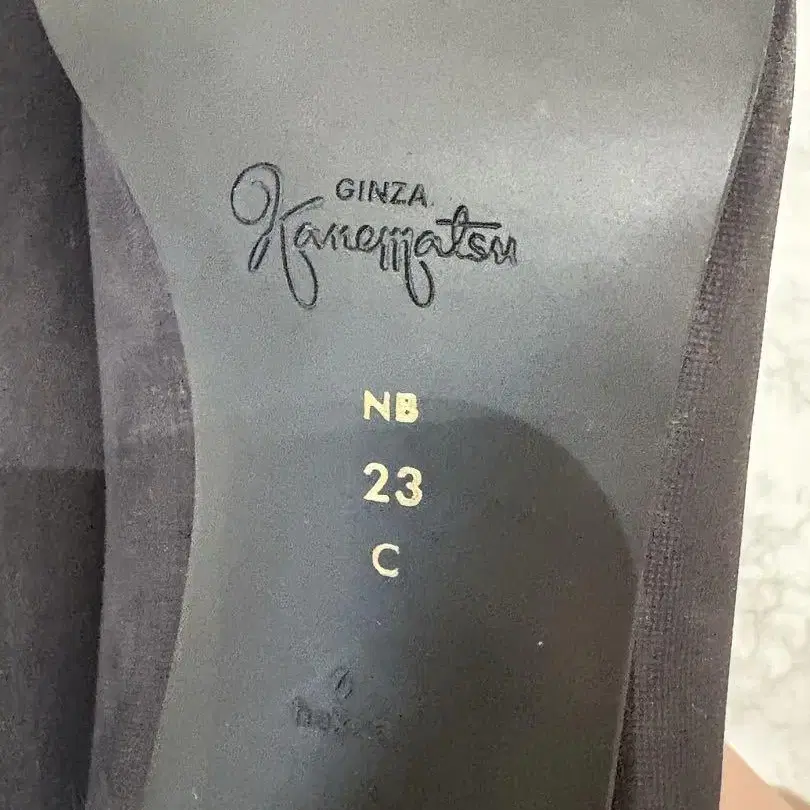 GINZA
Kanematsu
NB
23
C